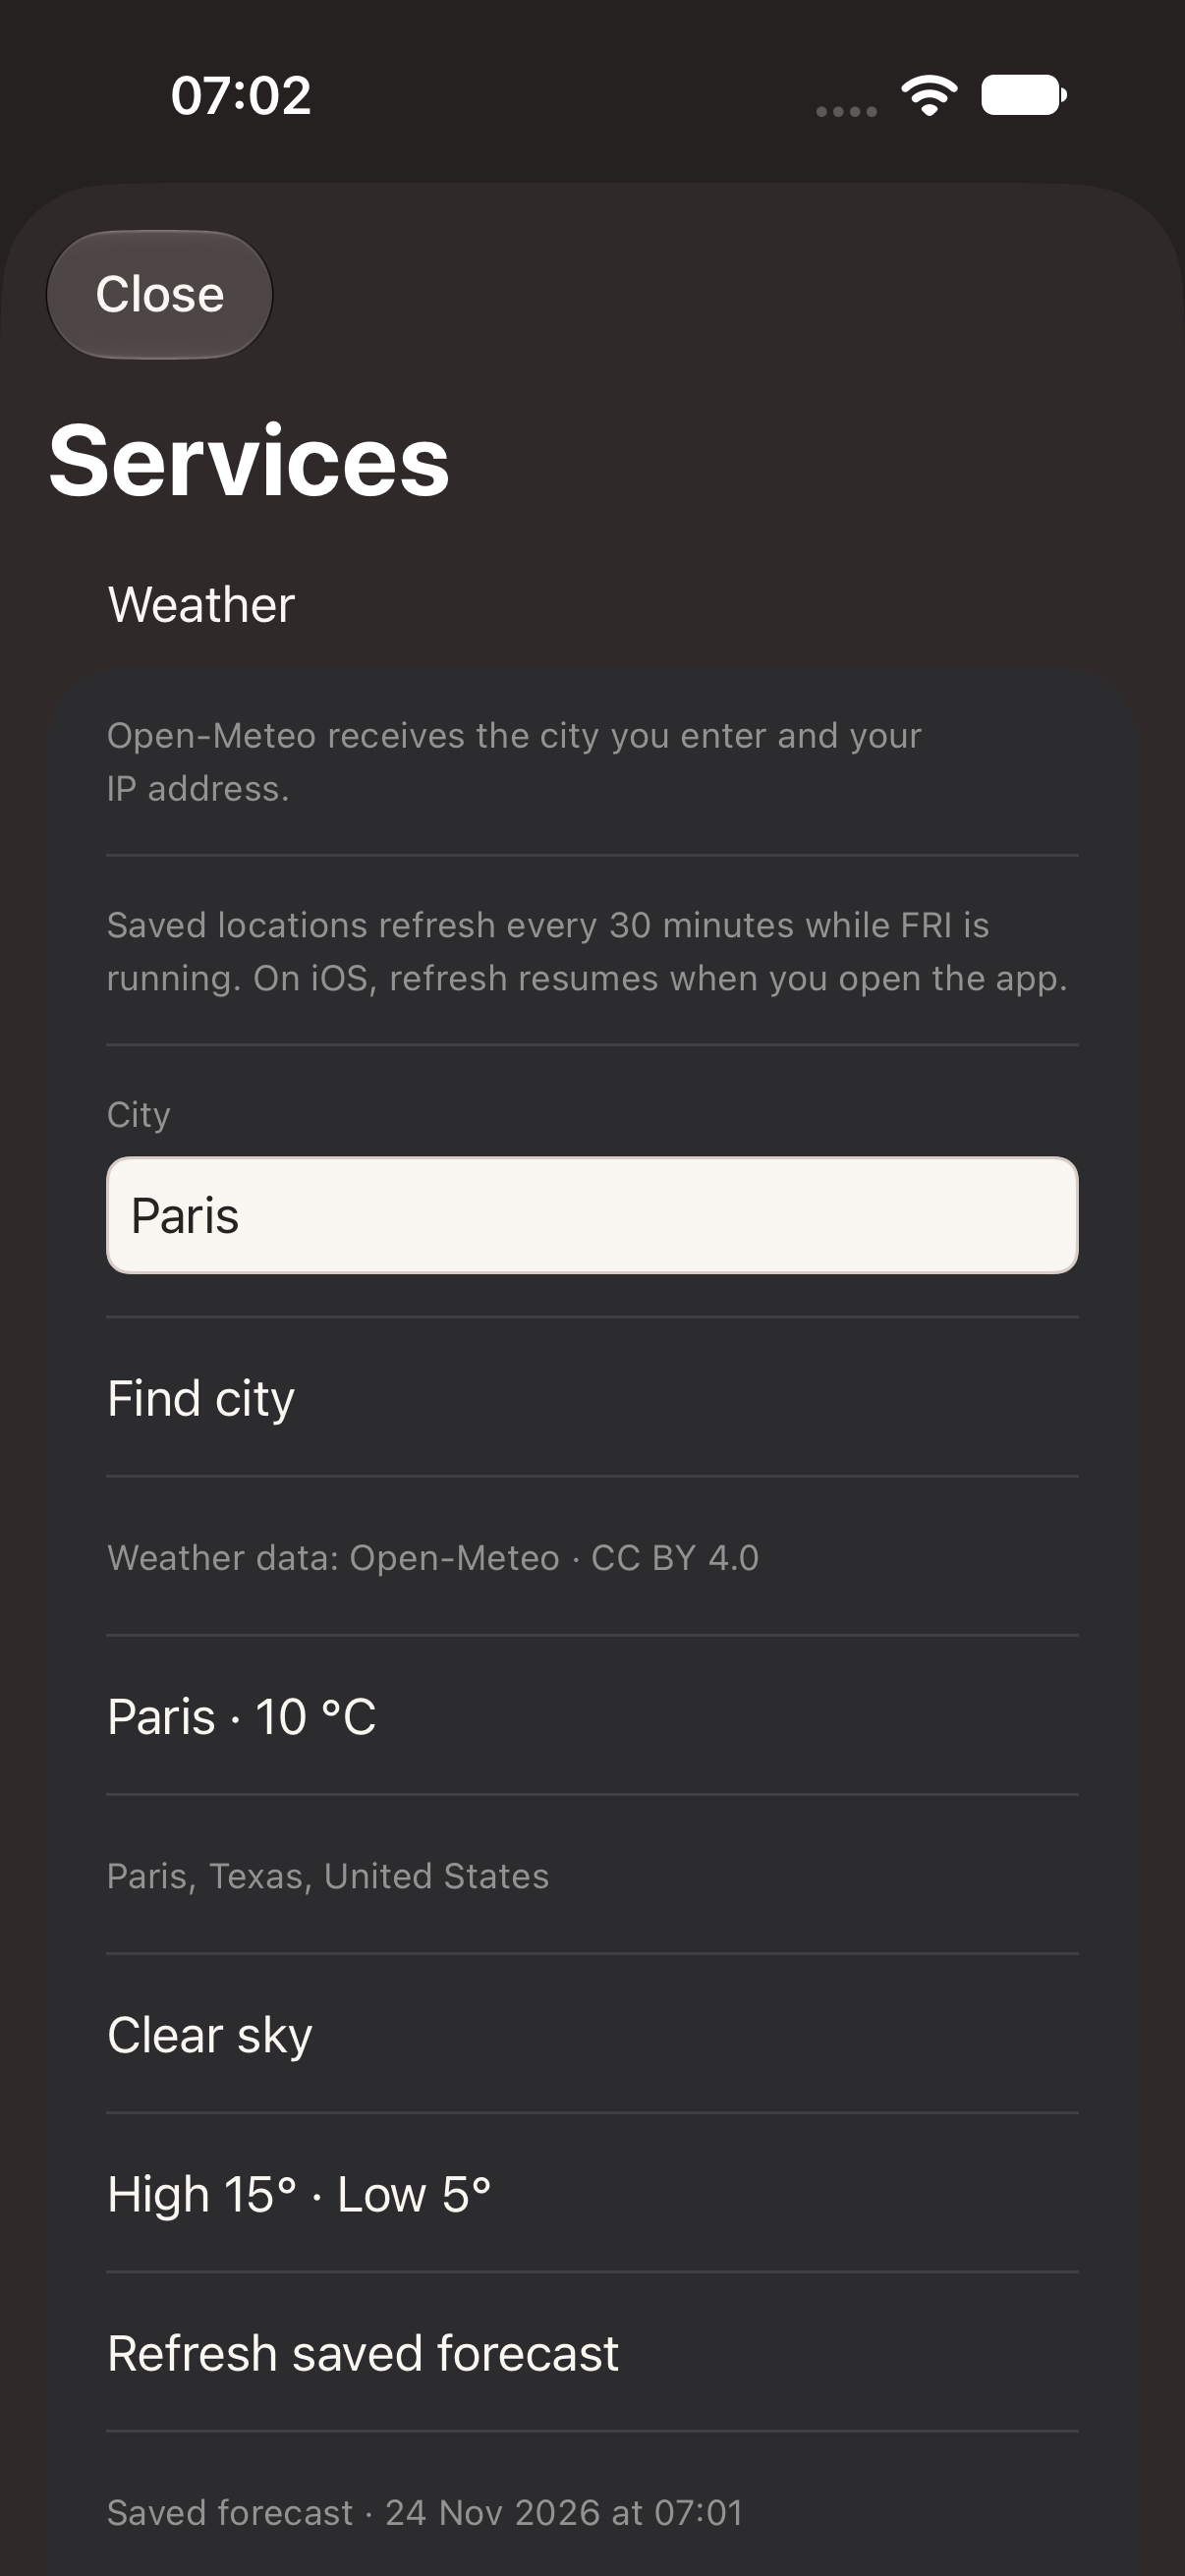 07:02
Close
Services
Weather
Open-Meteo receives the city you enter and your
IP address.
Saved locations refresh every 30 minutes while FRI is
running. On iOS, refresh resumes when you open the app.
City
Paris
Find city
Weather data: Open-Meteo · CC BY 4.0
Paris · 10 °C
Paris, Texas, United States
Clear sky
High 15° · Low 5°
Refresh saved forecast
Saved forecast · 24 Nov 2026 at 07:01